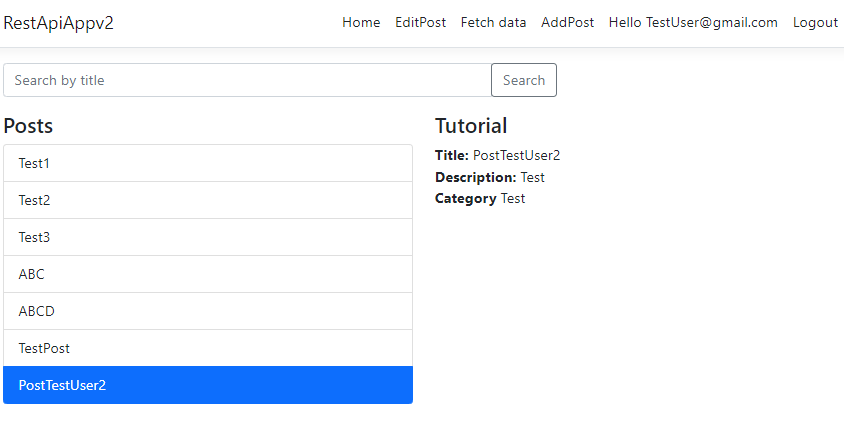 RestApiAppv2 Home EditPost Fetch data AddPost Hello TestUser@gmail.com Logout
Search by title Search
Posts
Test1
Test2
Test3
ABC
ABCD
TestPost
PostTestUser2
Tutorial
Title: PostTestUser2
Description: Test
Category Test